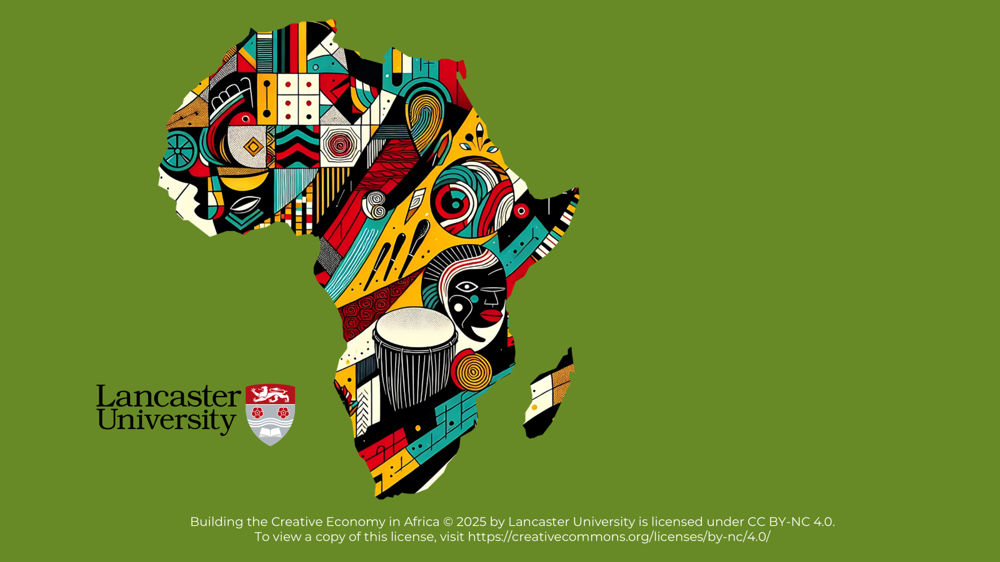 Lancaster
University
Building the Creative Economy in Africa © 2025 by Lancaster University is licensed under CC BY-NC 4.0.
To view a copy of this license, visit https://creativecommons.org/licenses/by-nc/4.0/